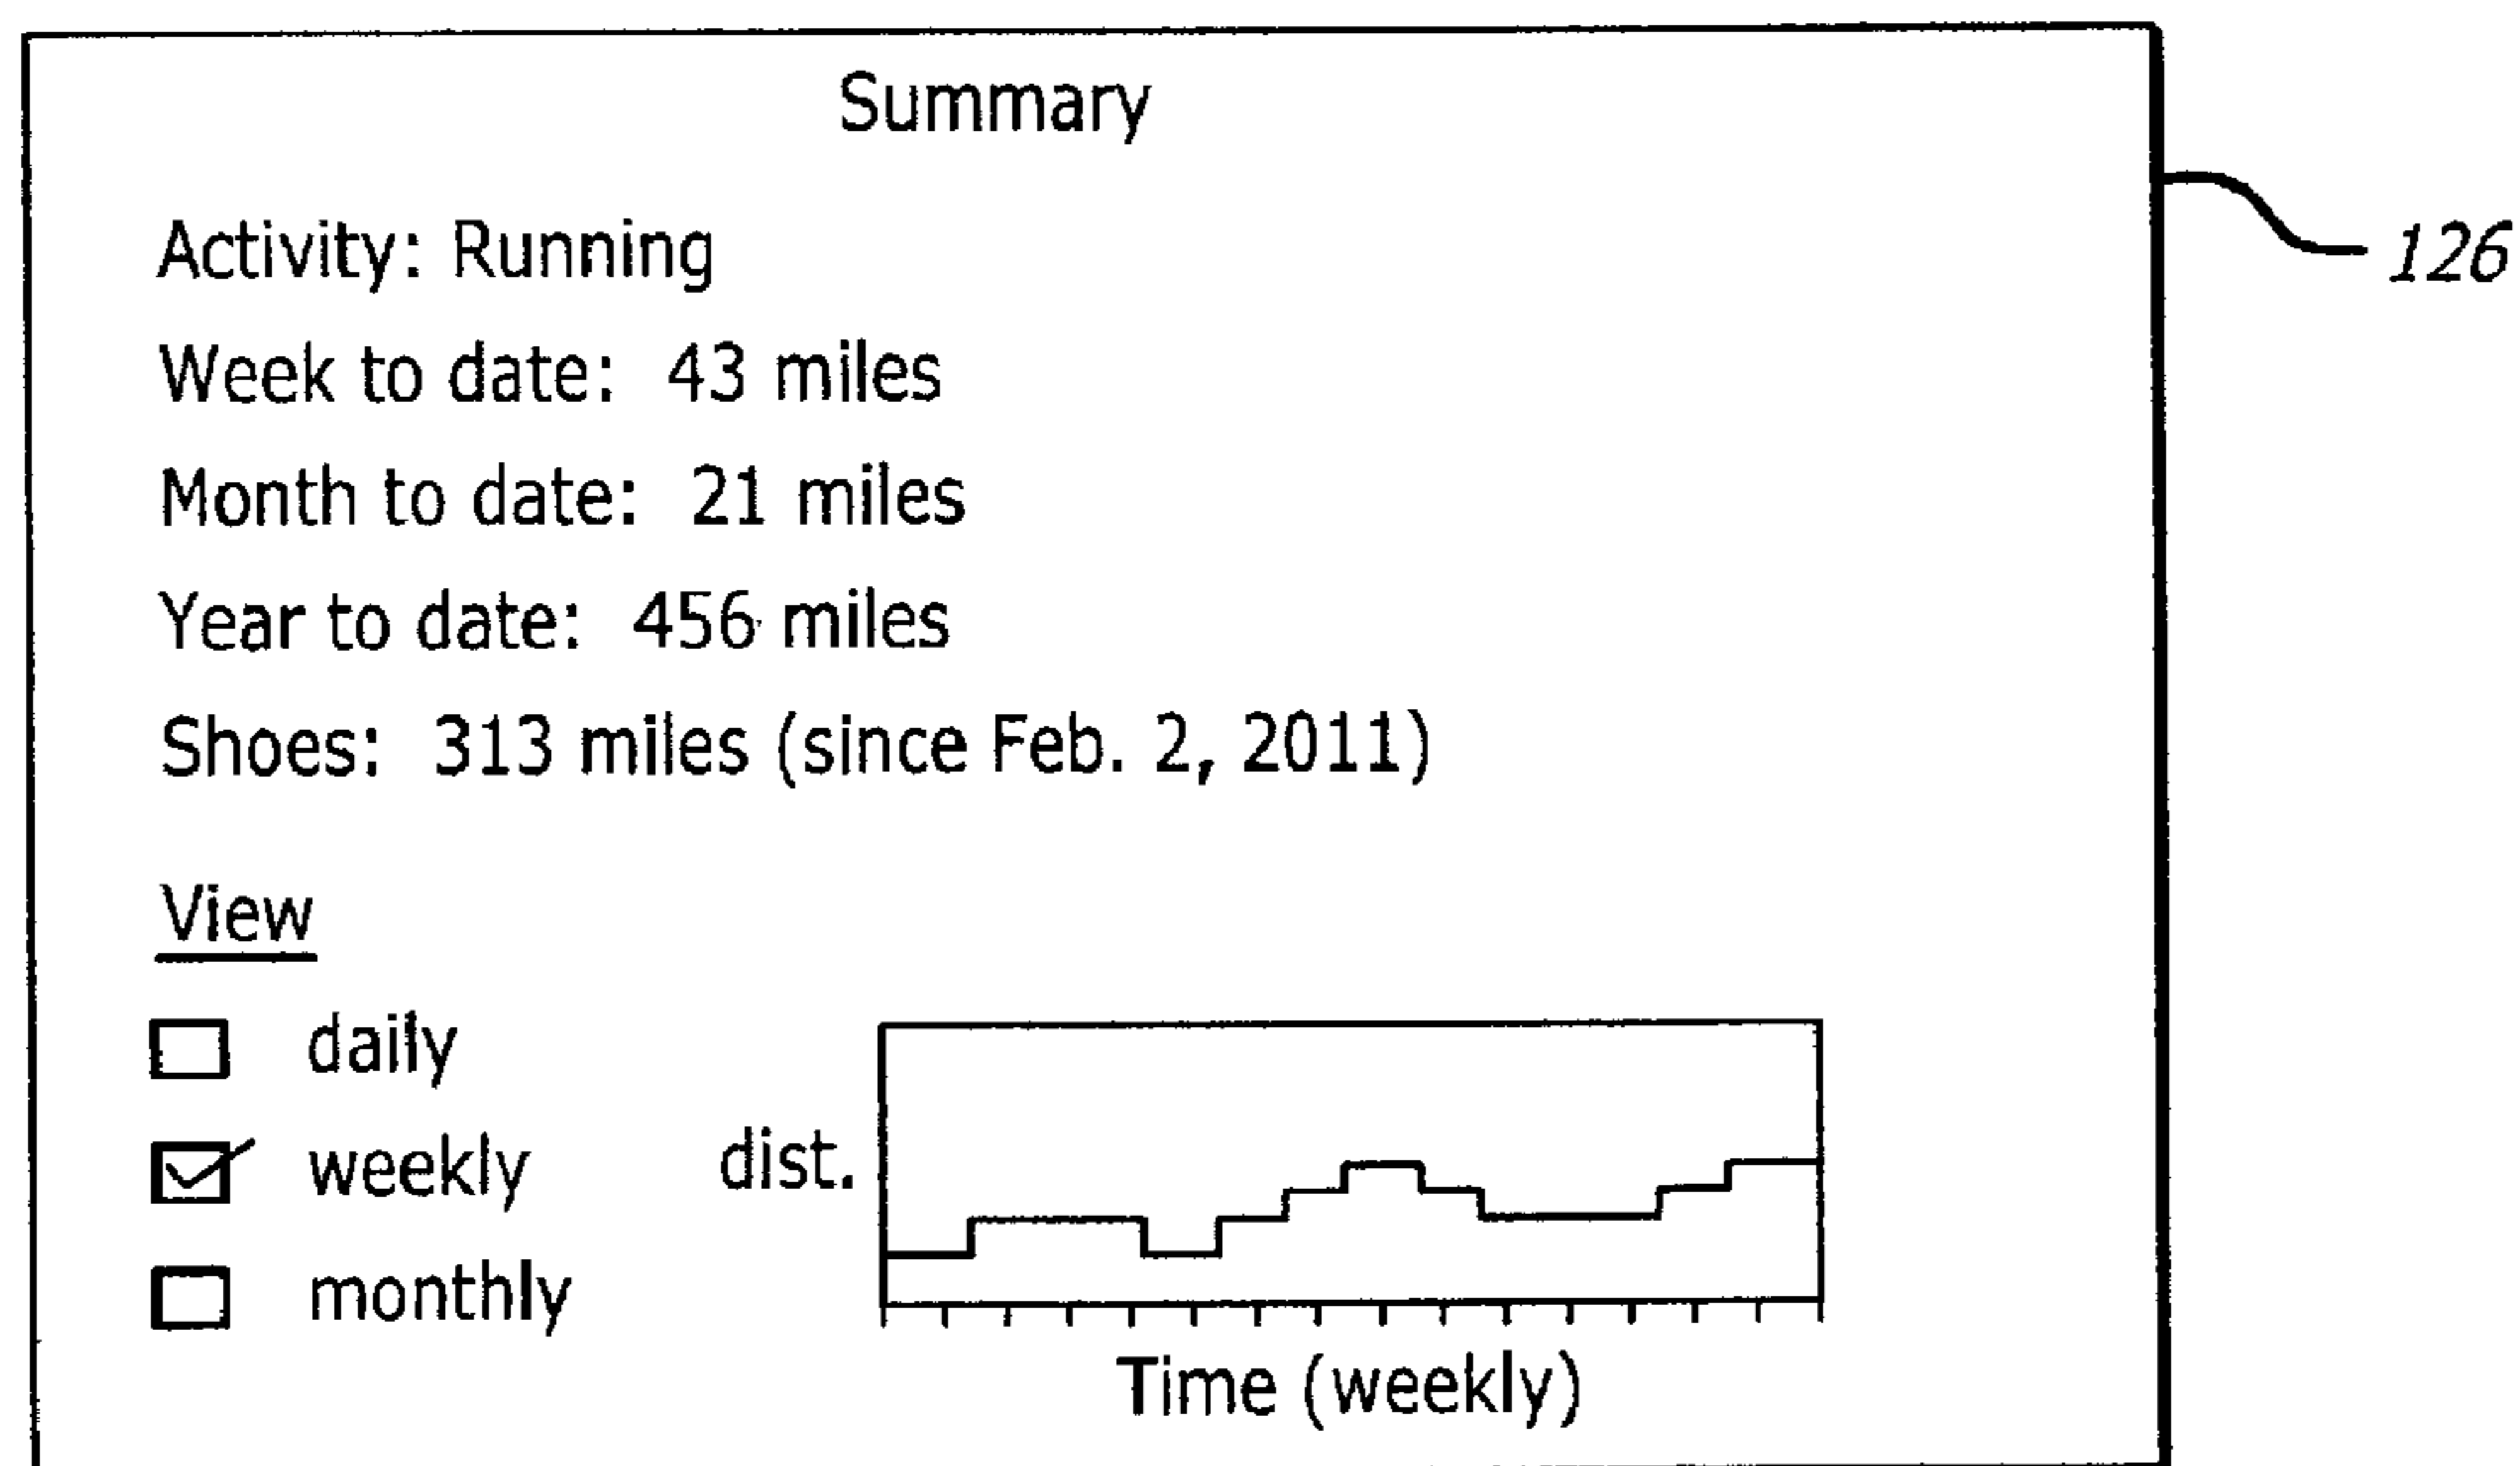 Summary
Activity: Running
126
Week to date: 43 miles
Month to date: 21 miles
Year to date: 456 miles
Shoes: 313 miles (since Feb. 2, 2011)
View
daily
weekly
monthly
dist.
Time (weekly)